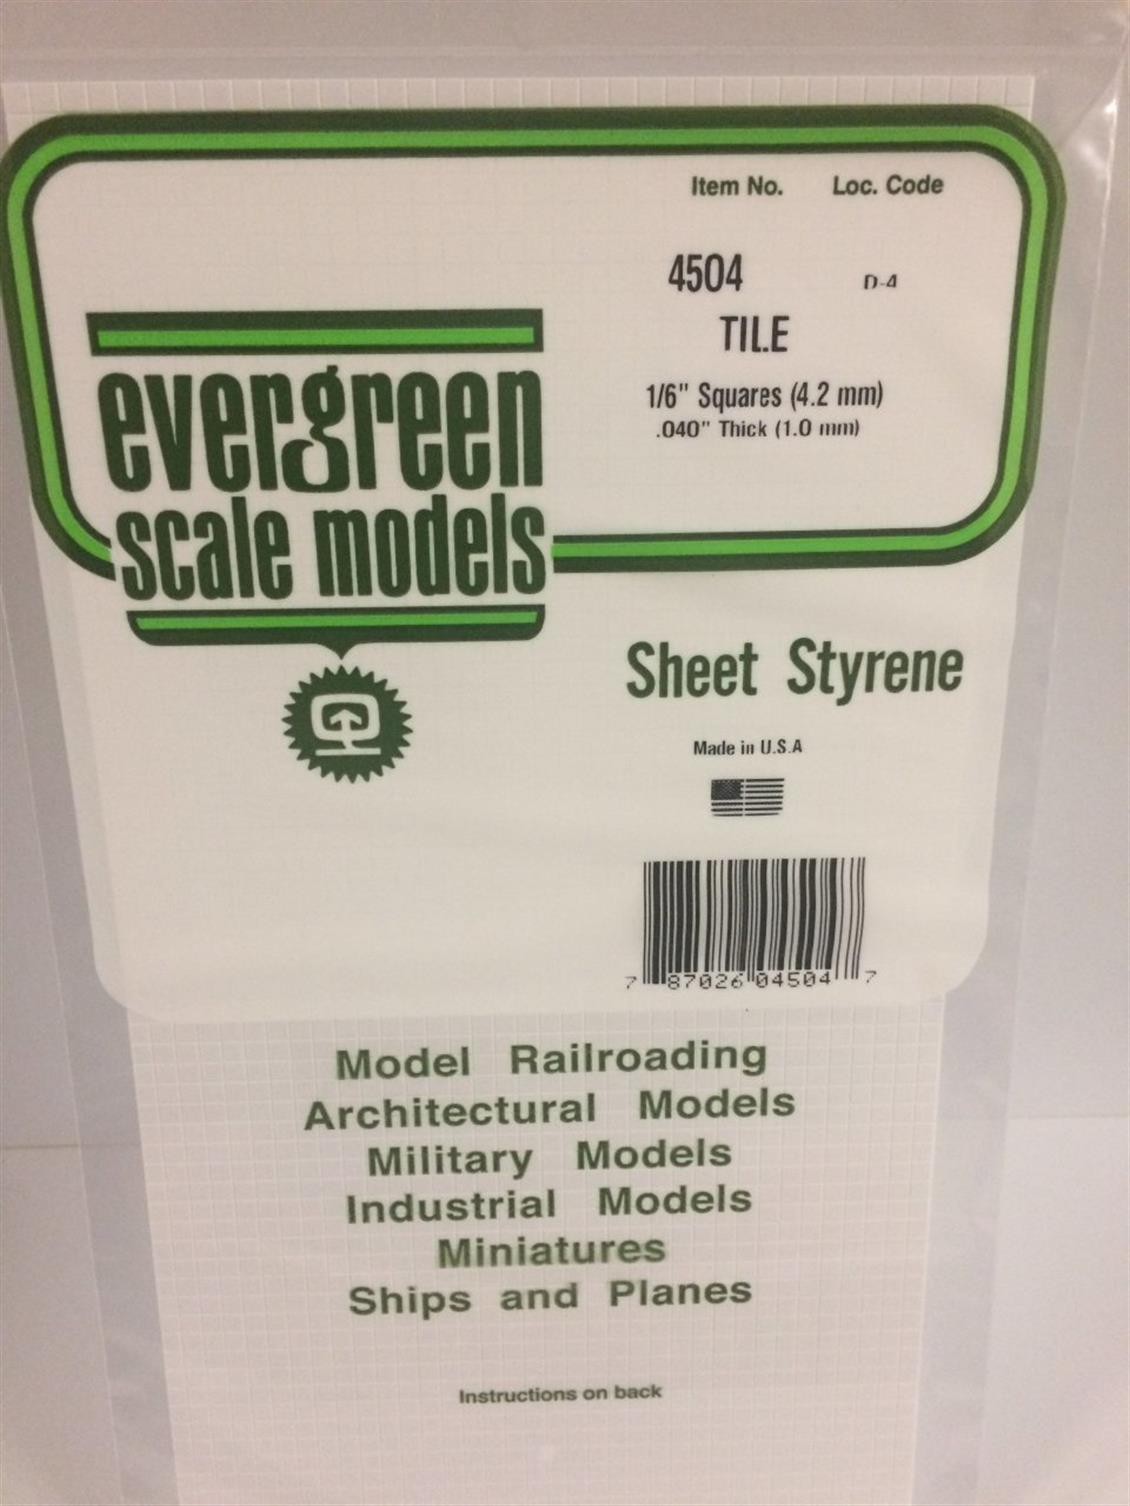 Item No. Loc. Code
4504 D-4
TILE
1/6" Squares (4.2 mm)
.040" Thick (1.0 mm)
evergreen
scale models
Sheet Styrene
Made in U.S.A
7 87026 04504 7
Model Railroading
Architectural Models
Military Models
Industrial Models
Miniatures
Ships and Planes
Instructions on back